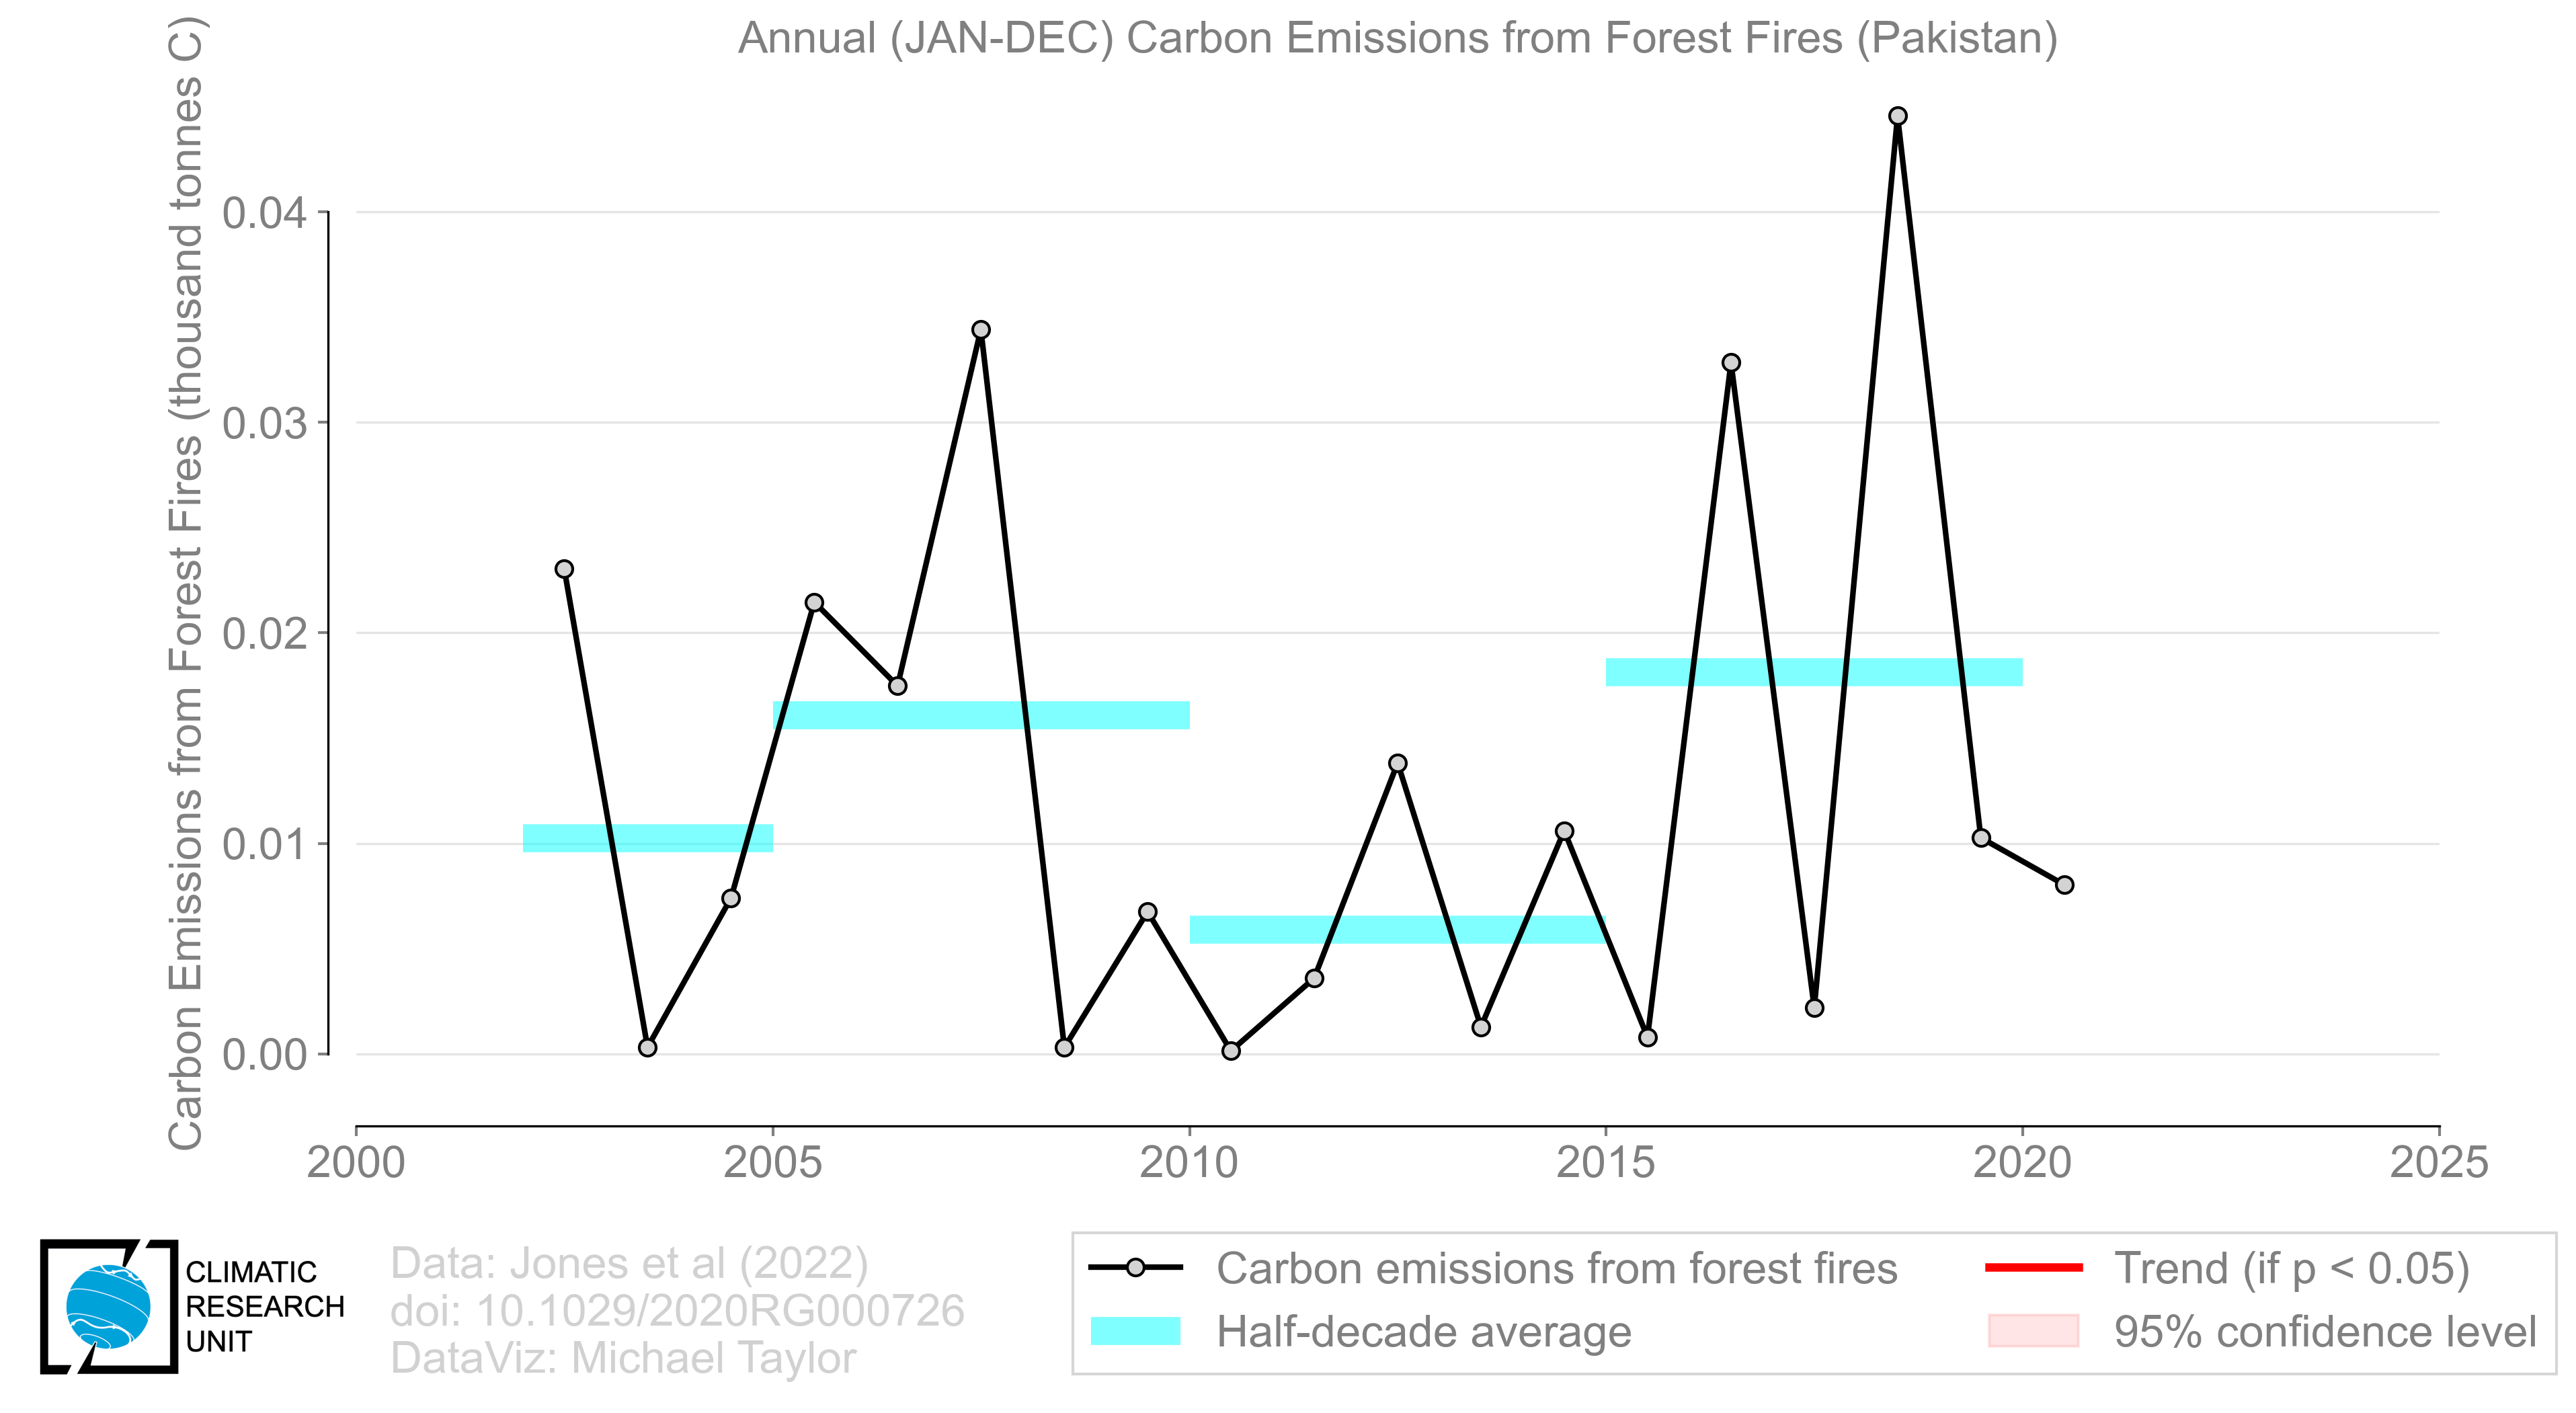 Annual (JAN-DEC) Carbon Emissions from Forest Fires (Pakistan)
Carbon Emissions from Forest Fires (thousand tonnes C)
0.04
0.03
0.02
0.01
0.00
2000 2005 2010 2015 2020 2025
CLIMATIC
RESEARCH
UNIT
Data: Jones et al (2022)
doi: 10.1029/2020RG000726
DataViz: Michael Taylor
Carbon emissions from forest fires
Half-decade average
Trend (if p < 0.05)
95% confidence level